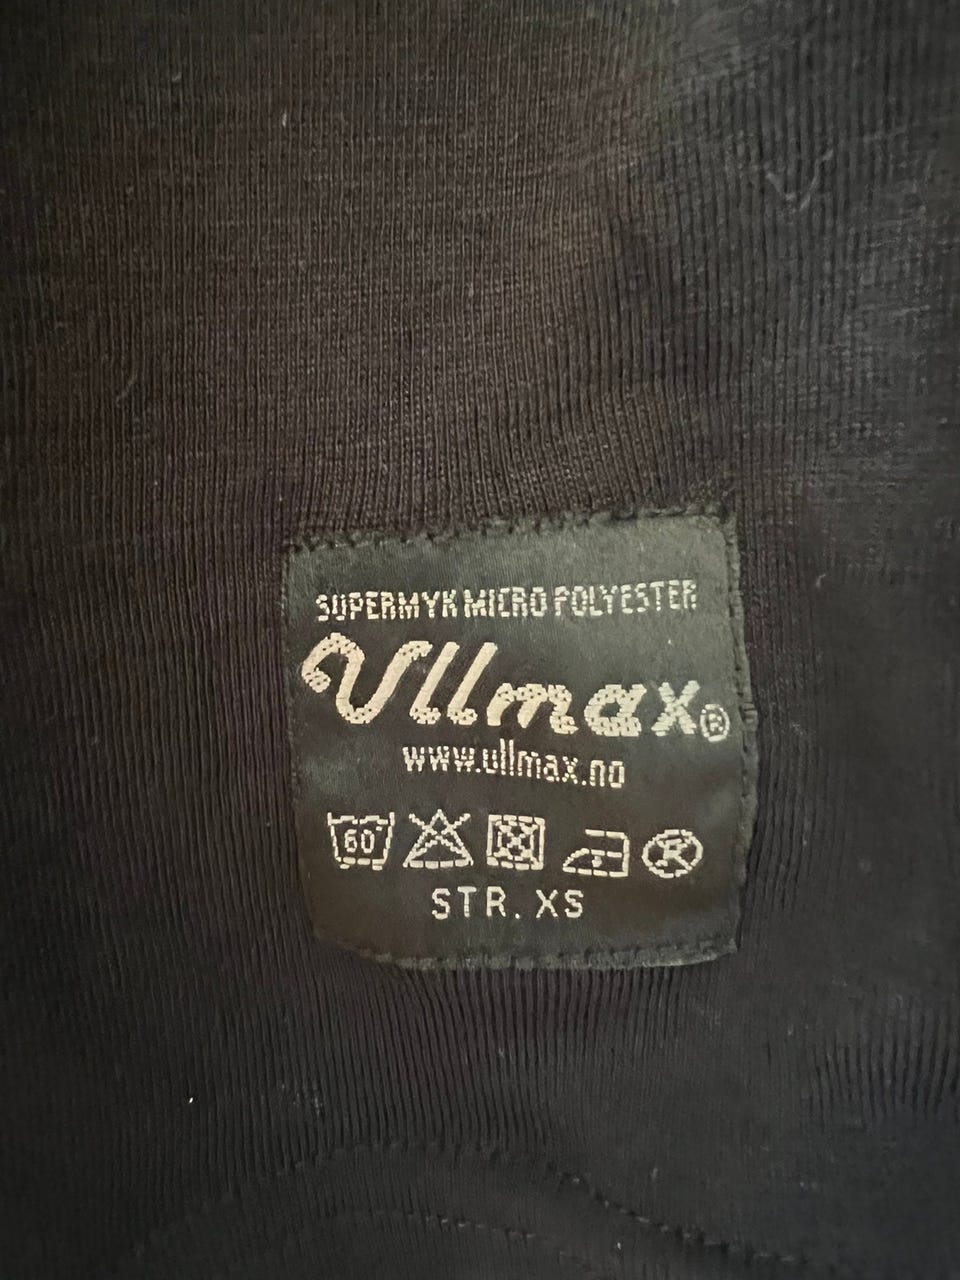 SUPERMYK MICRO POLYESTER
Ullmax®
www.ullmax.no
60°
STR. XS